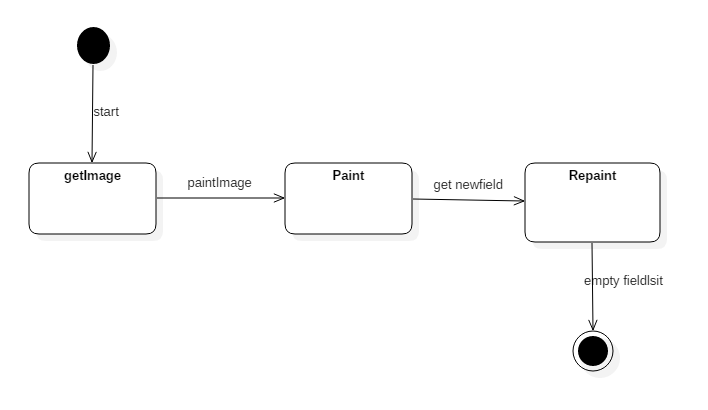 start
getImage
paintImage
Paint
get newfield
Repaint
empty fieldlsit